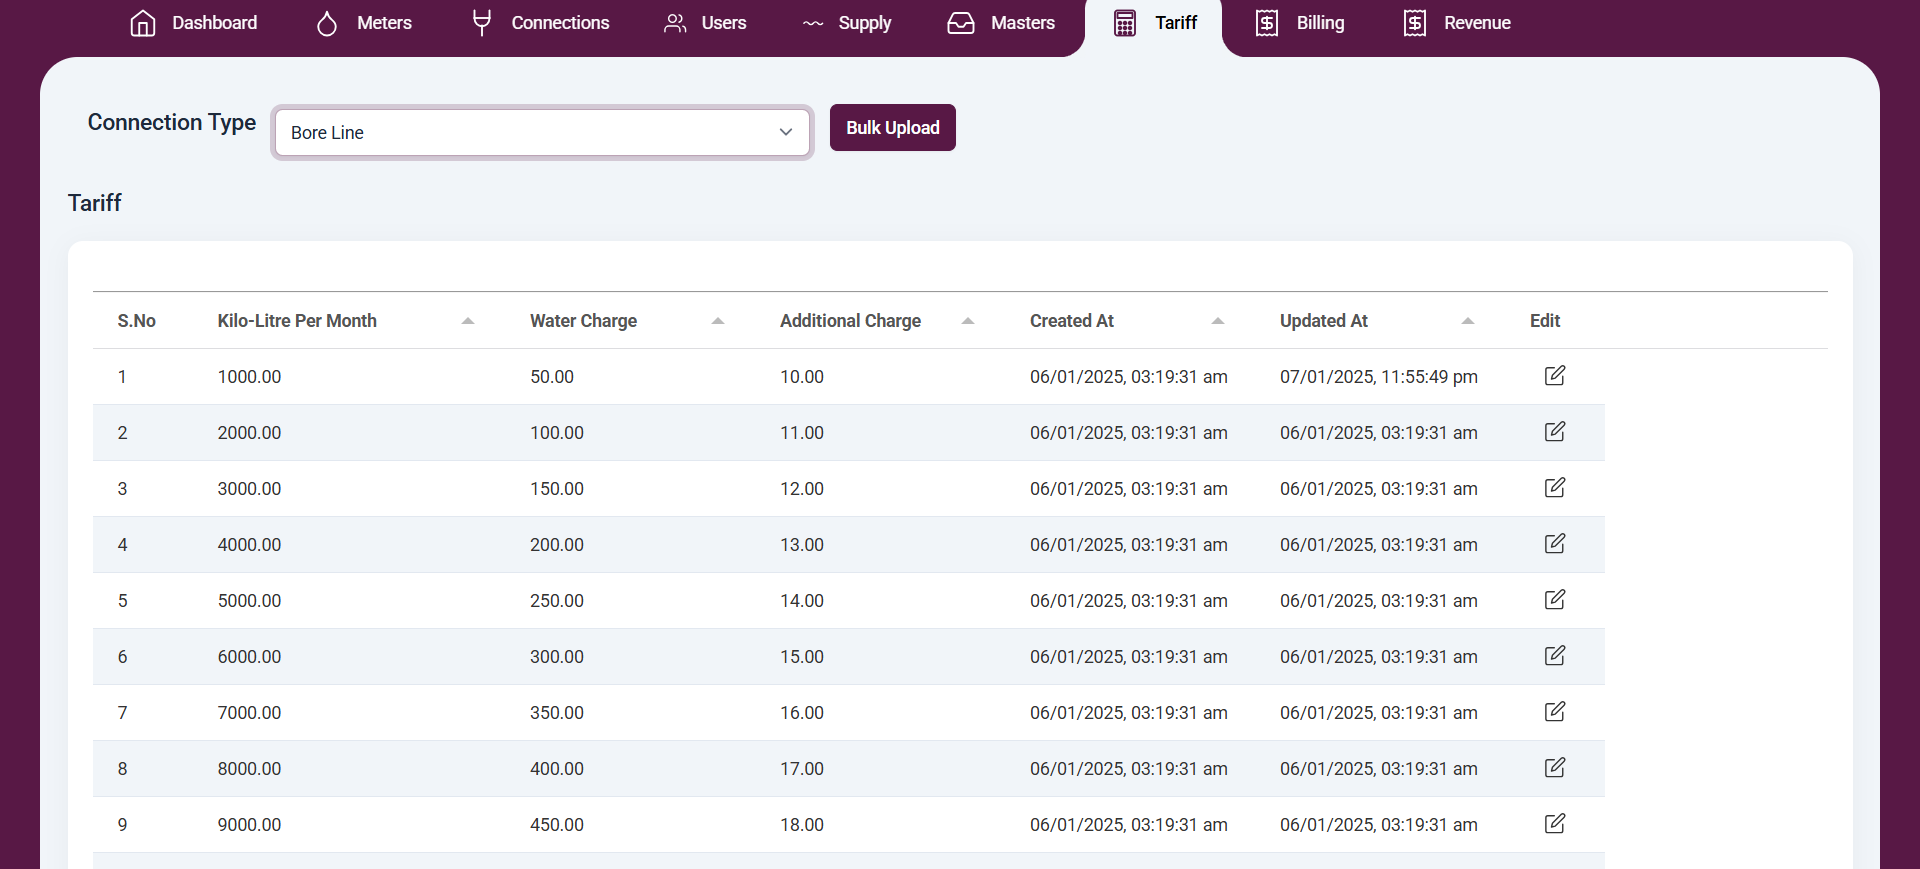 Dashboard Meters Connections Users Supply Masters Tariff Billing Revenue
Connection Type Bore Line Bulk Upload
Tariff
S.No Kilo-Litre Per Month Water Charge Additional Charge Created At Updated At Edit
1 1000.00 50.00 10.00 06/01/2025, 03:19:31 am 07/01/2025, 11:55:49 pm
2 2000.00 100.00 11.00 06/01/2025, 03:19:31 am 06/01/2025, 03:19:31 am
3 3000.00 150.00 12.00 06/01/2025, 03:19:31 am 06/01/2025, 03:19:31 am
4 4000.00 200.00 13.00 06/01/2025, 03:19:31 am 06/01/2025, 03:19:31 am
5 5000.00 250.00 14.00 06/01/2025, 03:19:31 am 06/01/2025, 03:19:31 am
6 6000.00 300.00 15.00 06/01/2025, 03:19:31 am 06/01/2025, 03:19:31 am
7 7000.00 350.00 16.00 06/01/2025, 03:19:31 am 06/01/2025, 03:19:31 am
8 8000.00 400.00 17.00 06/01/2025, 03:19:31 am 06/01/2025, 03:19:31 am
9 9000.00 450.00 18.00 06/01/2025, 03:19:31 am 06/01/2025, 03:19:31 am